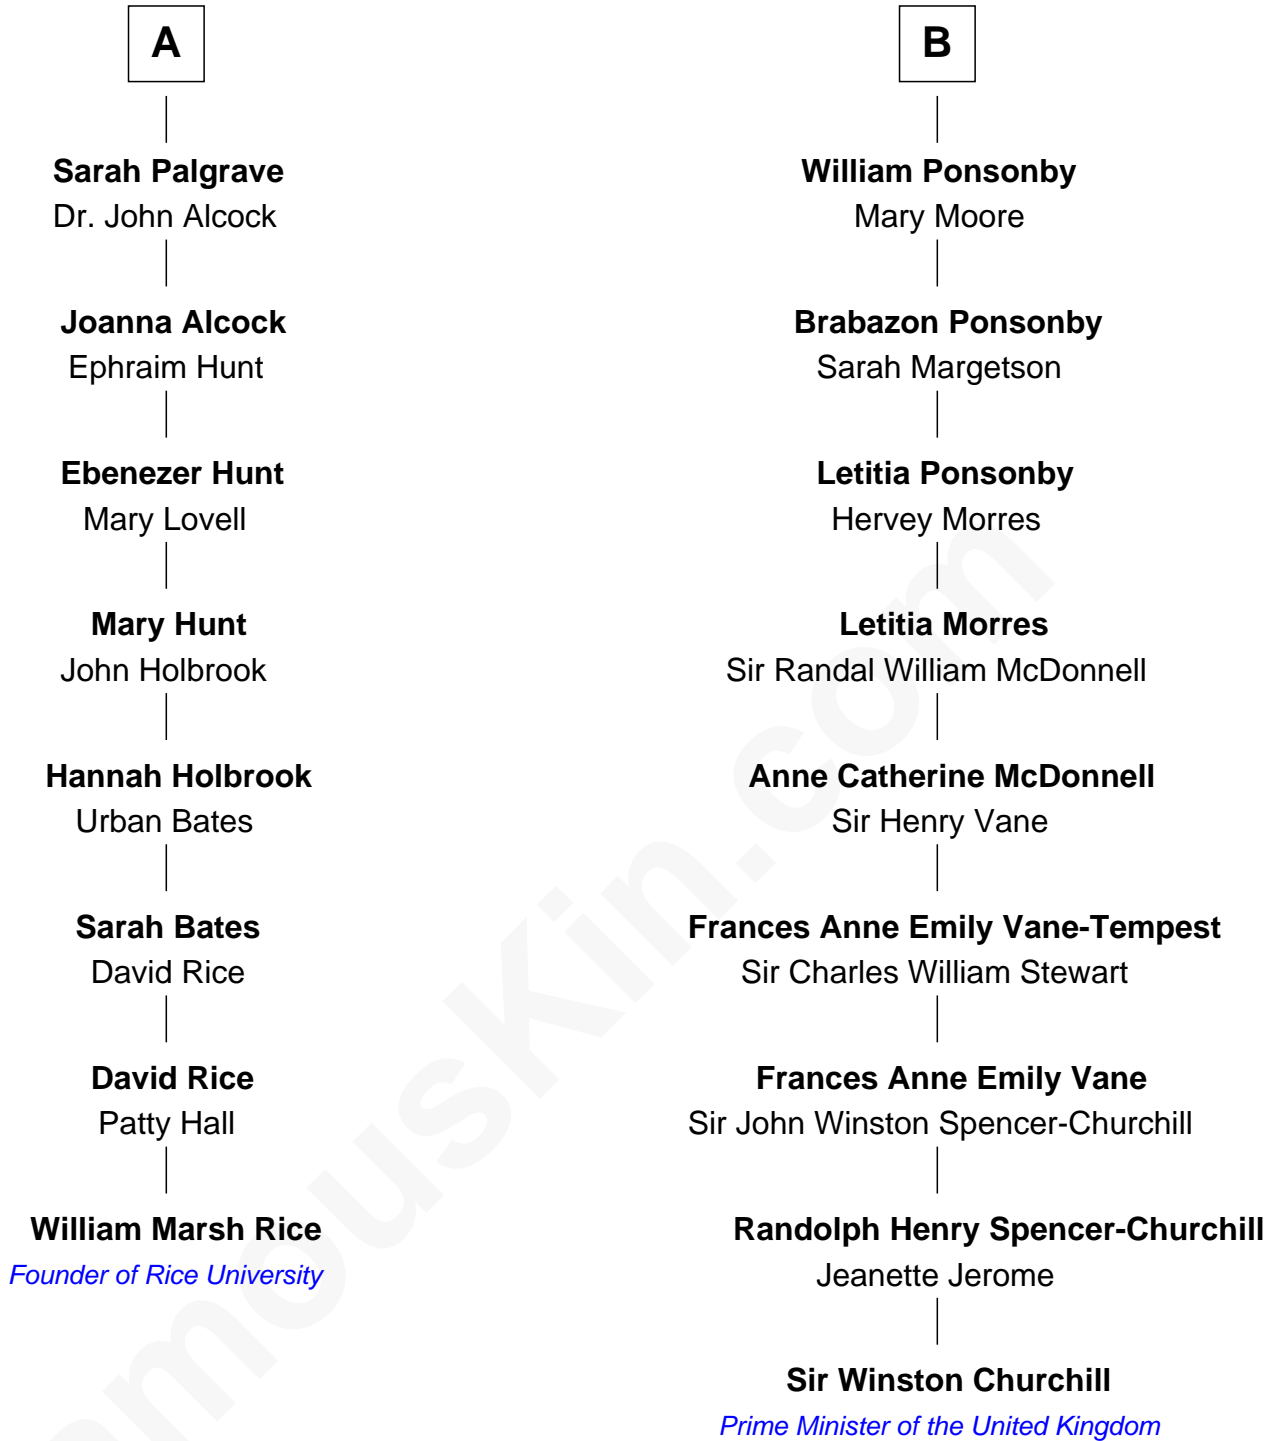 A
Sarah Palgrave
Dr. John Alcock
Joanna Alcock
Ephraim Hunt
Ebenezer Hunt
Mary Lovell
Mary Hunt
John Holbrook
Hannah Holbrook
Urban Bates
Sarah Bates
David Rice
David Rice
Patty Hall
William Marsh Rice
Founder of Rice University
B
William Ponsonby
Mary Moore
Brabazon Ponsonby
Sarah Margetson
Letitia Ponsonby
Hervey Morres
Letitia Morres
Sir Randal William McDonnell
Anne Catherine McDonnell
Sir Henry Vane
Frances Anne Emily Vane-Tempest
Sir Charles William Stewart
Frances Anne Emily Vane
Sir John Winston Spencer-Churchill
Randolph Henry Spencer-Churchill
Jeanette Jerome
Sir Winston Churchill
Prime Minister of the United Kingdom
amousKin.com